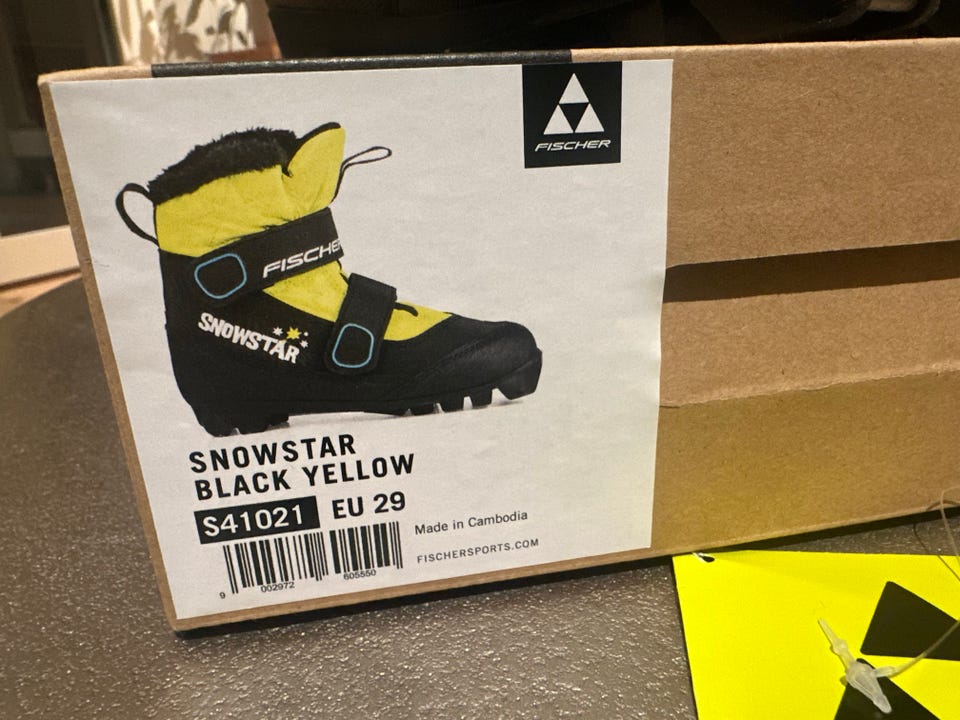 FISCHER
FISCHER
SNOWSTAR
SNOWSTAR
BLACK YELLOW
S41021 EU 29
Made in Cambodia
FISCHERSPORTS.COM
9 002972 605550